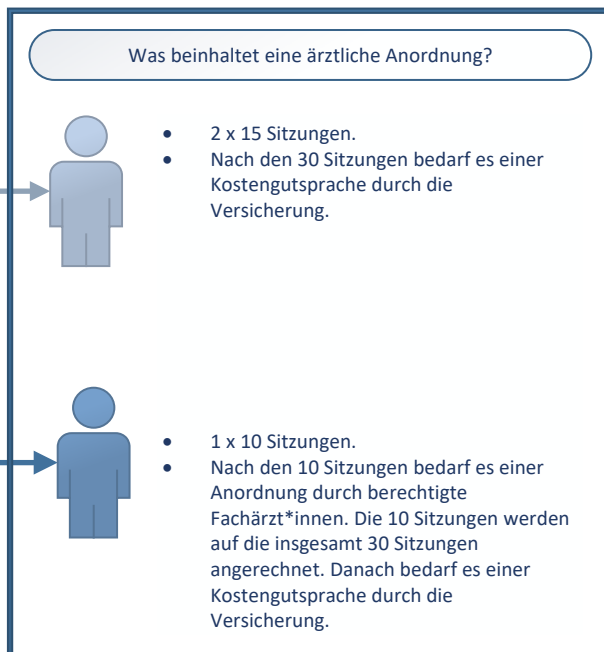 Was beinhaltet eine ärztliche Anordnung?
• 2 x 15 Sitzungen.
• Nach den 30 Sitzungen bedarf es einer
Kostengutsprache durch die
Versicherung.
• 1 x 10 Sitzungen.
• Nach den 10 Sitzungen bedarf es einer
Anordnung durch berechtigte
Fachärzt*innen. Die 10 Sitzungen werden
auf die insgesamt 30 Sitzungen
angerechnet. Danach bedarf es einer
Kostengutsprache durch die
Versicherung.